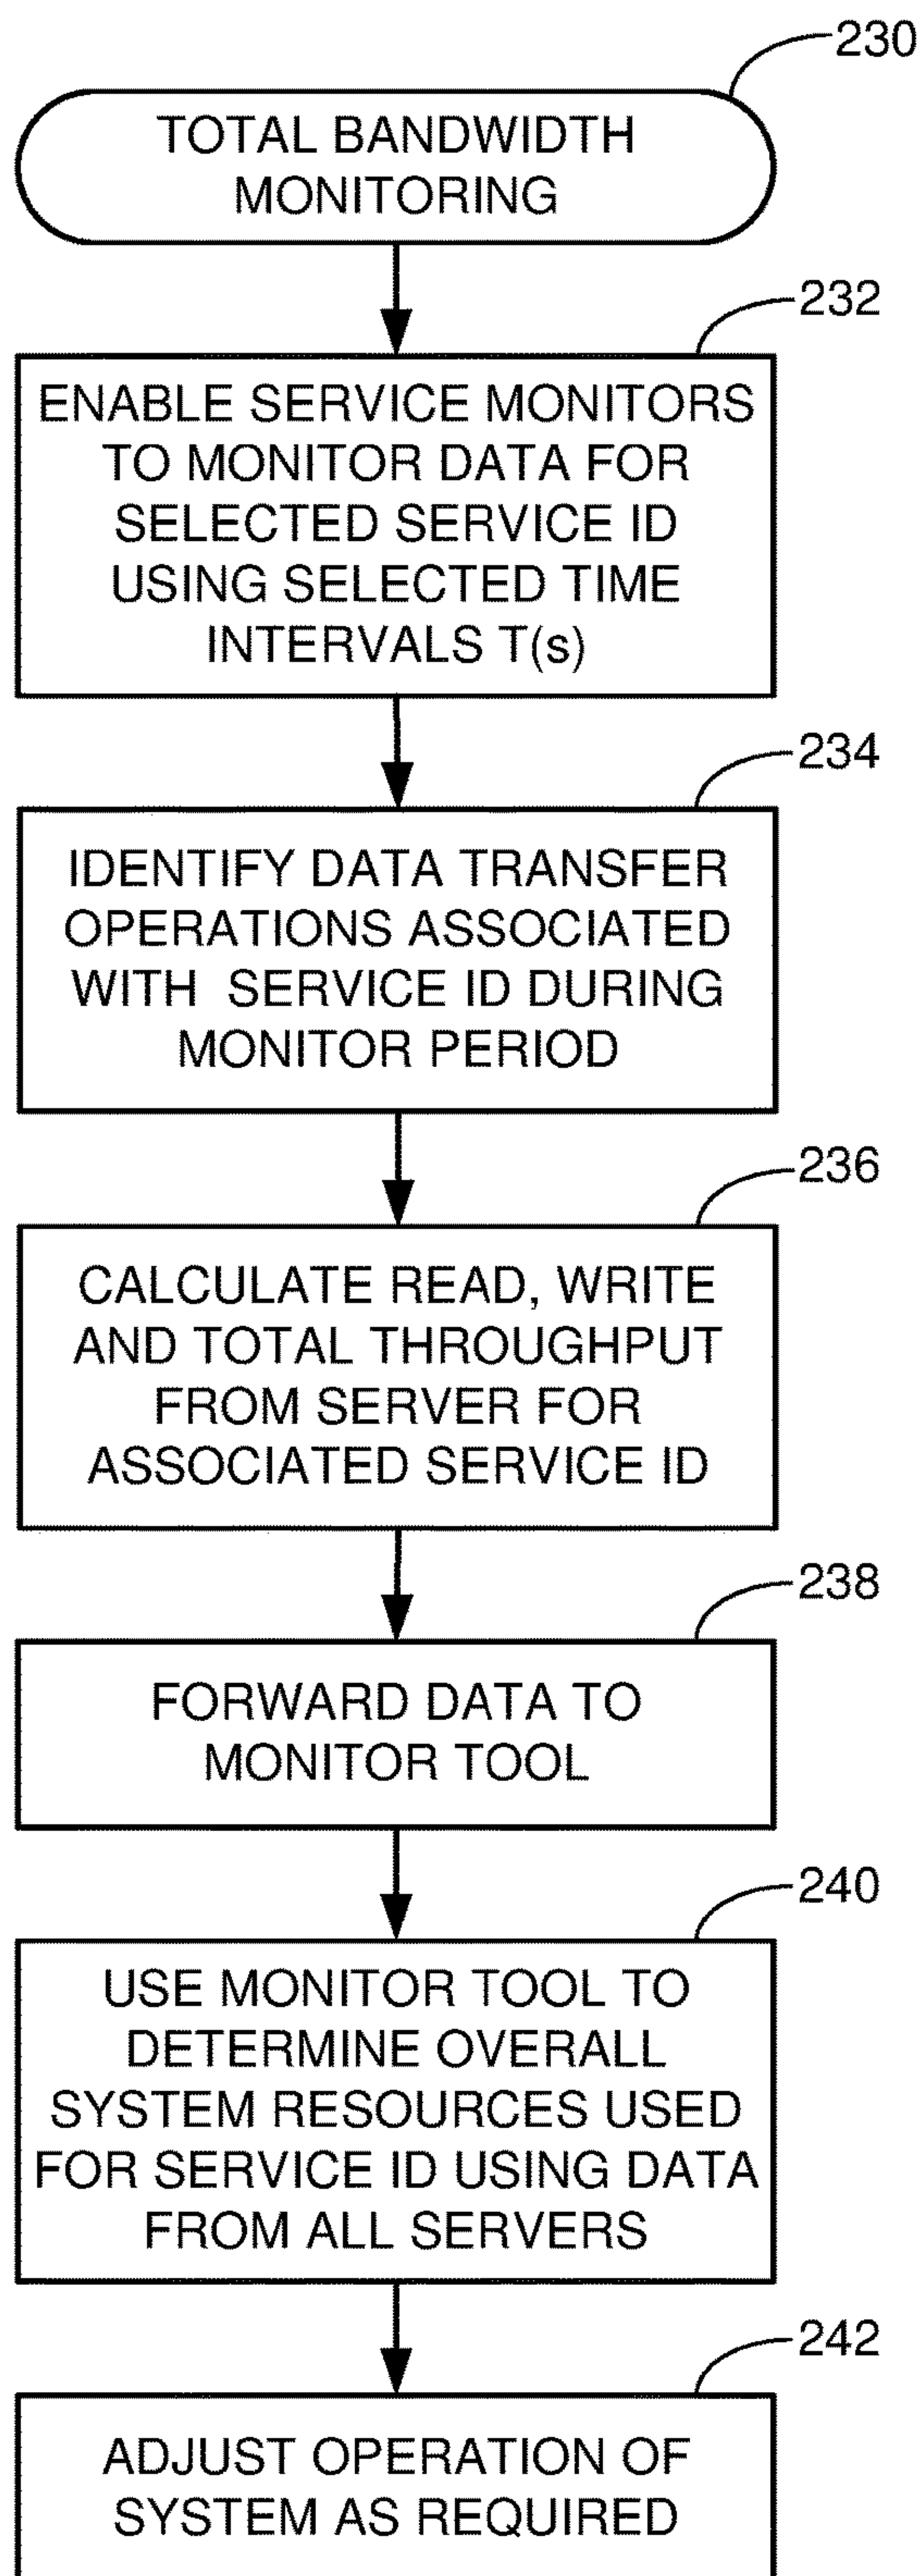 230
TOTAL BANDWIDTH
MONITORING
232
ENABLE SERVICE MONITORS
TO MONITOR DATA FOR
SELECTED SERVICE ID
USING SELECTED TIME
INTERVALS T(s)
234
IDENTIFY DATA TRANSFER
OPERATIONS ASSOCIATED
WITH SERVICE ID DURING
MONITOR PERIOD
236
CALCULATE READ, WRITE
AND TOTAL THROUGHPUT
FROM SERVER FOR
ASSOCIATED SERVICE ID
238
FORWARD DATA TO
MONITOR TOOL
240
USE MONITOR TOOL TO
DETERMINE OVERALL
SYSTEM RESOURCES USED
FOR SERVICE ID USING DATA
FROM ALL SERVERS
242
ADJUST OPERATION OF
SYSTEM AS REQUIRED